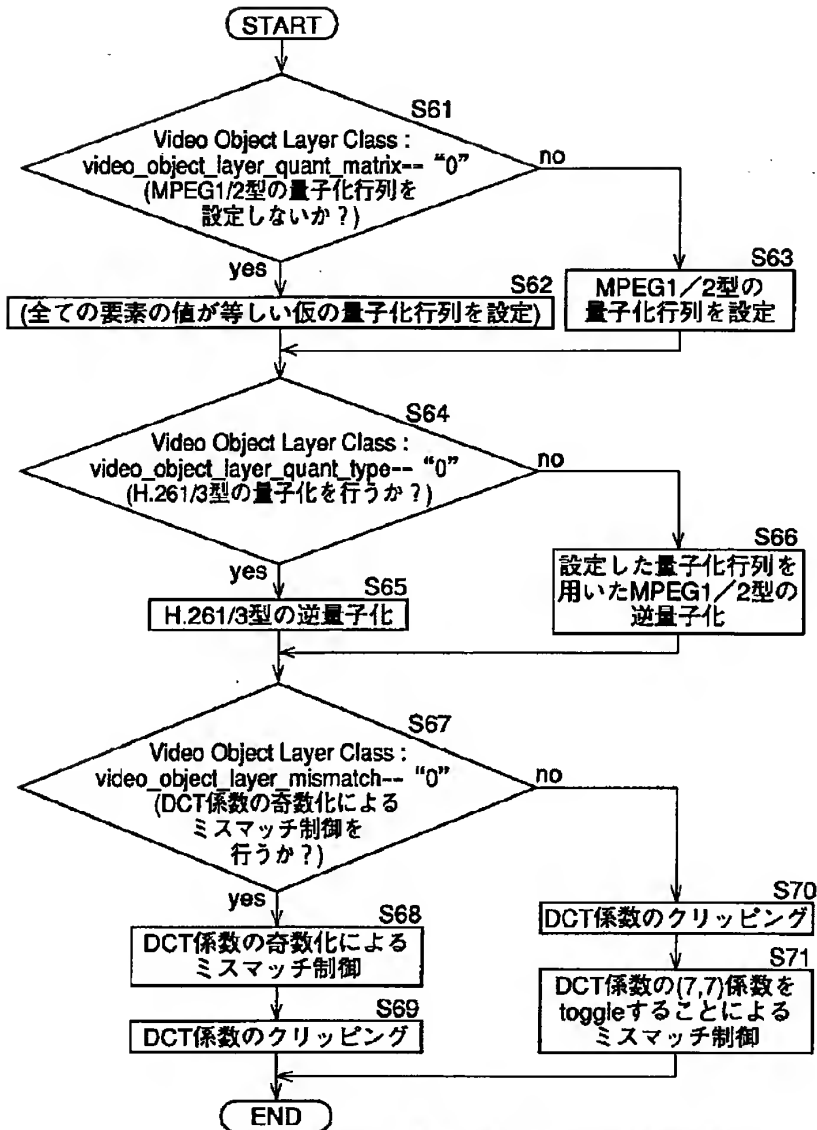 START
S61
Video Object Layer Class :
video_object_layer_quant_matrix-- “0”
(MPEG1/2型の量子化行列を
設定しないか？)
no
yes
S62
(全ての要素の値が等しい仮の量子化行列を設定)
S63
MPEG1／2型の
量子化行列を設定
S64
Video Object Layer Class :
video_object_layer_quant_type-- “0”
(H.261/3型の量子化を行うか？)
no
yes
S65
H.261/3型の逆量子化
S66
設定した量子化行列を
用いたMPEG1／2型の
逆量子化
S67
Video Object Layer Class :
video_object_layer_mismatch-- “0”
(DCT係数の奇数化による
ミスマッチ制御を
行うか？)
no
yes
S68
DCT係数の奇数化による
ミスマッチ制御
S69
DCT係数のクリッピング
S70
DCT係数のクリッピング
S71
DCT係数の(7,7)係数を
toggleすることによる
ミスマッチ制御
END